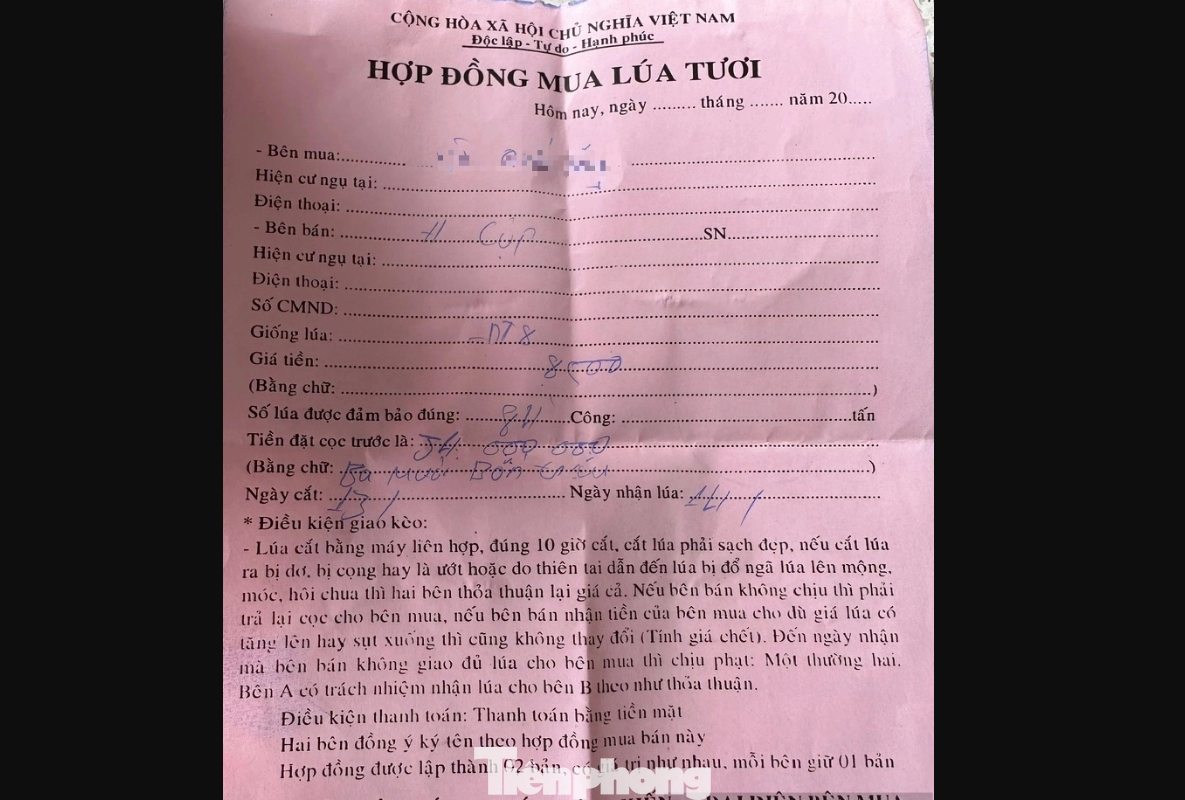 CỘNG HÒA XÃ HỘI CHỦ NGHĨA VIỆT NAM
Độc lập - Tự do - Hạnh phúc
HỢP ĐỒNG MUA LÚA TƯƠI
Hôm nay, ngày ......... tháng ....... năm 20.....
- Bên mua:
Hiện cư ngụ tại:
Điện thoại:
- Bên bán: SN
Hiện cư ngụ tại:
Điện thoại:
Số CMND:
Giống lúa: DT8
Giá tiền: 8500
(Bằng chữ: )
Số lúa được đảm bảo đúng: Công: tấn
Tiền đặt cọc trước là: 34 000 000
(Bằng chữ: Ba mươi Bốn triệu )
Ngày cắt: 13/ Ngày nhận lúa: 14/
* Điều kiện giao kèo:
- Lúa cắt bằng máy liên hợp, đúng 10 giờ cắt, cắt lúa phải sạch đẹp, nếu cắt lúa
ra bị dơ, bị cọng hay là ướt hoặc do thiên tai dẫn đến lúa bị đổ ngã lúa lên mộng,
móc, hôi chua thì hai bên thỏa thuận lại giá cả. Nếu bên bán không chịu thì phải
trả lại cọc cho bên mua, nếu bên bán nhận tiền của bên mua cho dù giá lúa có
tăng lên hay sụt xuống thì cũng không thay đổi (Tính giá chết). Đến ngày nhận
mà bên bán không giao đủ lúa cho bên mua thì chịu phạt: Một thường hai.
Bên A có trách nhiệm nhận lúa cho bên B theo như thỏa thuận.
Điều kiện thanh toán: Thanh toán bằng tiền mặt
Hai bên đồng ý ký tên theo hợp đồng mua bán này
Hợp đồng được lập thành 02 bản, có giá trị như nhau, mỗi bên giữ 01 bản
Tiền phong